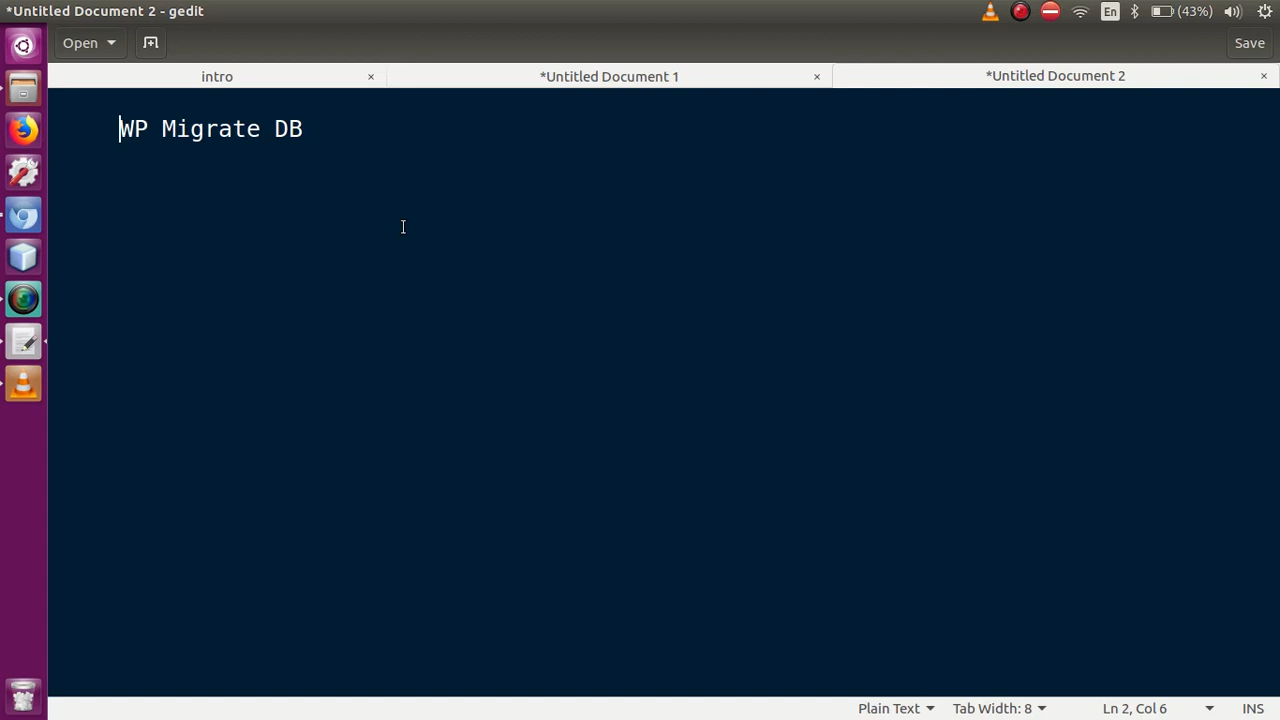 *Untitled Document 2 - gedit
En
(43%)
Open
Save
intro
*Untitled Document 1
*Untitled Document 2
WP Migrate DB
Plain Text
Tab Width: 8
Ln 2, Col 6
INS